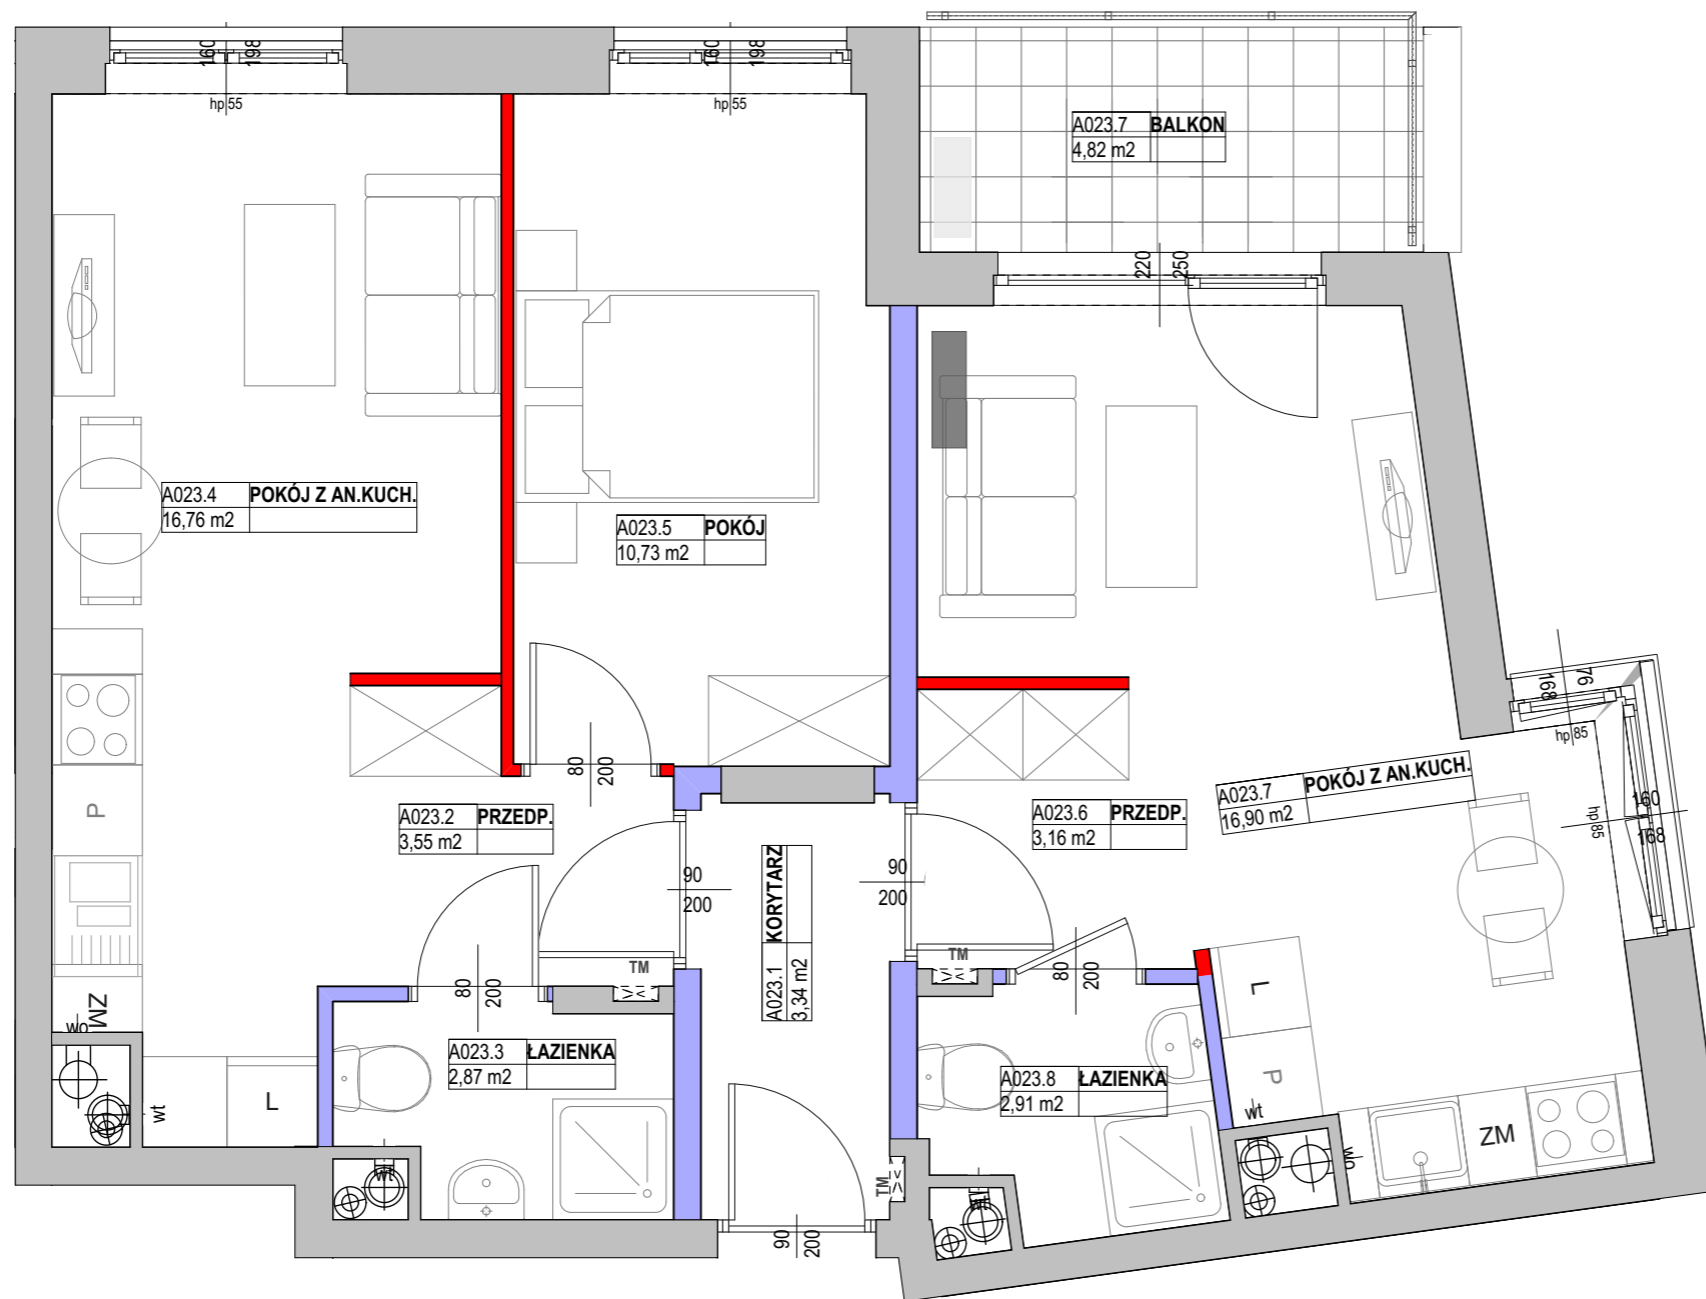 160
198
hp 55
160
198
hp 55
A023.7 BALKON
4,82 m2
220
250
A023.4 POKÓJ Z AN.KUCH.
16,76 m2
A023.5 POKÓJ
10,73 m2
168
76
hp 85
A023.7 POKÓJ Z AN.KUCH.
16,90 m2
160
168
hp 85
80
200
P
A023.2 PRZEDP.
3,55 m2
A023.6 PRZEDP.
3,16 m2
90
200
90
200
A023.1 KORYTARZ
3,34 m2
TM
TM
80
200
80
200
L
P
ZM
wo
wt
L
A023.3 ŁAZIENKA
2,87 m2
A023.8 ŁAZIENKA
2,91 m2
wt
wo
ZM
wt
TM
wt
90
200